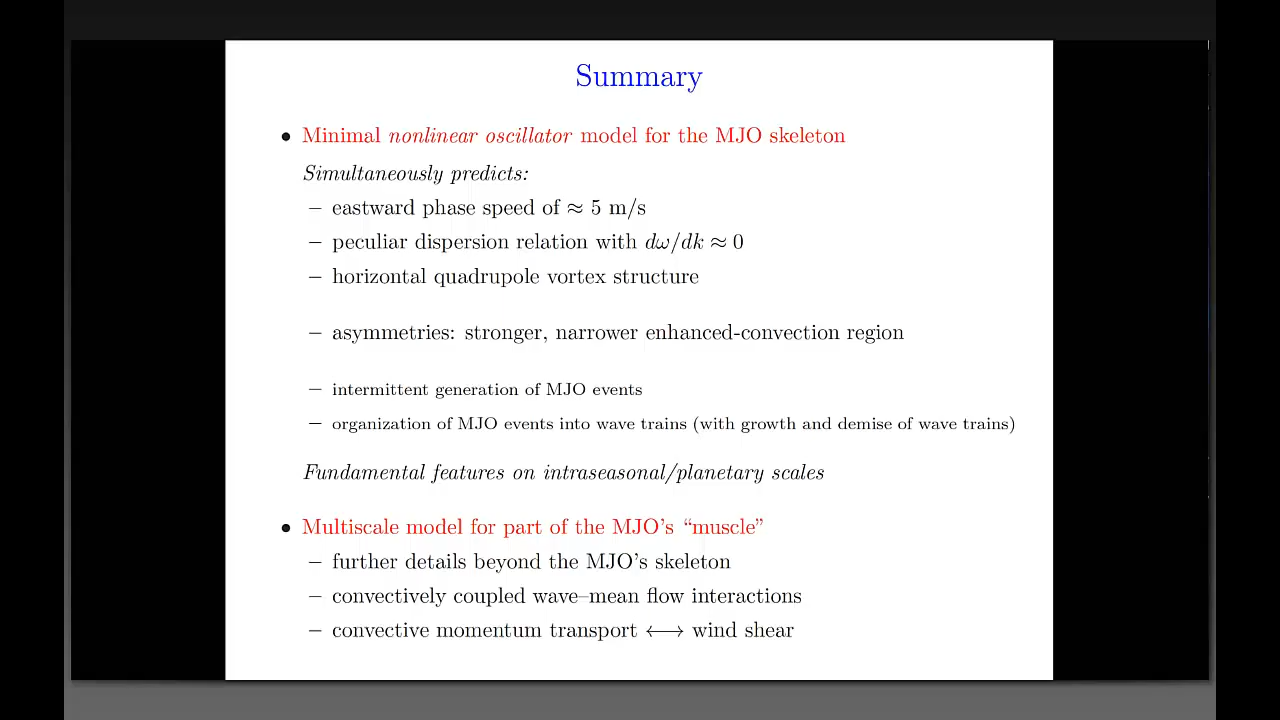 Summary
• Minimal nonlinear oscillator model for the MJO skeleton
Simultaneously predicts:
– eastward phase speed of ≈ 5 m/s
– peculiar dispersion relation with dω/dk ≈ 0
– horizontal quadrupole vortex structure
– asymmetries: stronger, narrower enhanced-convection region
– intermittent generation of MJO events
– organization of MJO events into wave trains (with growth and demise of wave trains)
Fundamental features on intraseasonal/planetary scales
• Multiscale model for part of the MJO's “muscle”
– further details beyond the MJO's skeleton
– convectively coupled wave–mean flow interactions
– convective momentum transport ⟷ wind shear